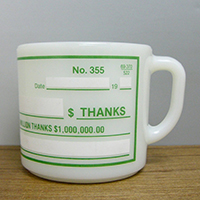 No. 355
Date 19
$ THANKS
THANKS $1,000,000.00